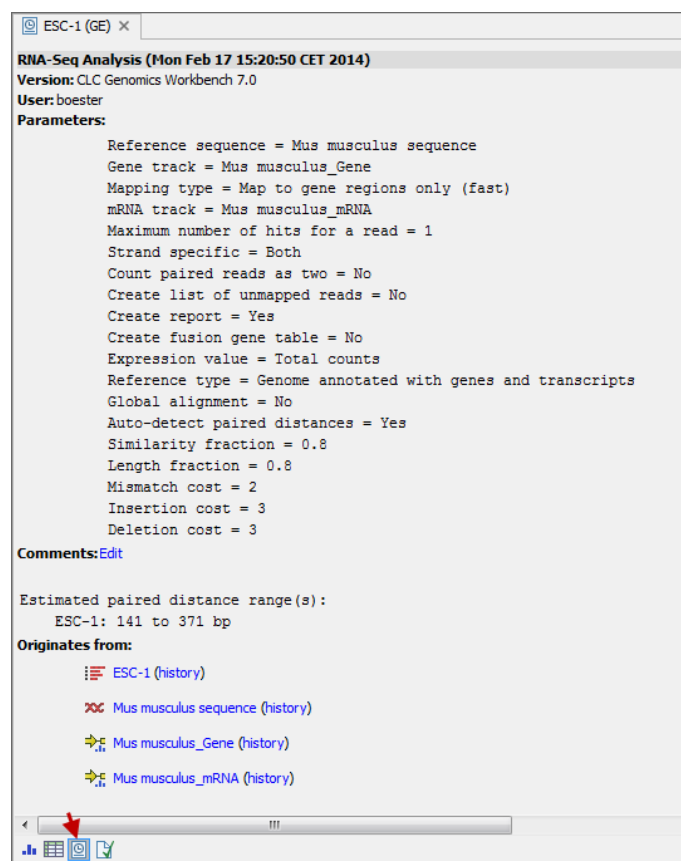 ESC-1 (GE)
RNA-Seq Analysis (Mon Feb 17 15:20:50 CET 2014)
Version: CLC Genomics Workbench 7.0
User: boester
Parameters:
Reference sequence = Mus musculus sequence
Gene track = Mus musculus_Gene
Mapping type = Map to gene regions only (fast)
mRNA track = Mus musculus_mRNA
Maximum number of hits for a read = 1
Strand specific = Both
Count paired reads as two = No
Create list of unmapped reads = No
Create report = Yes
Create fusion gene table = No
Expression value = Total counts
Reference type = Genome annotated with genes and transcripts
Global alignment = No
Auto-detect paired distances = Yes
Similarity fraction = 0.8
Length fraction = 0.8
Mismatch cost = 2
Insertion cost = 3
Deletion cost = 3
Comments: Edit
Estimated paired distance range(s):
ESC-1: 141 to 371 bp
Originates from:
ESC-1 (history)
Mus musculus sequence (history)
Mus musculus_Gene (history)
Mus musculus_mRNA (history)